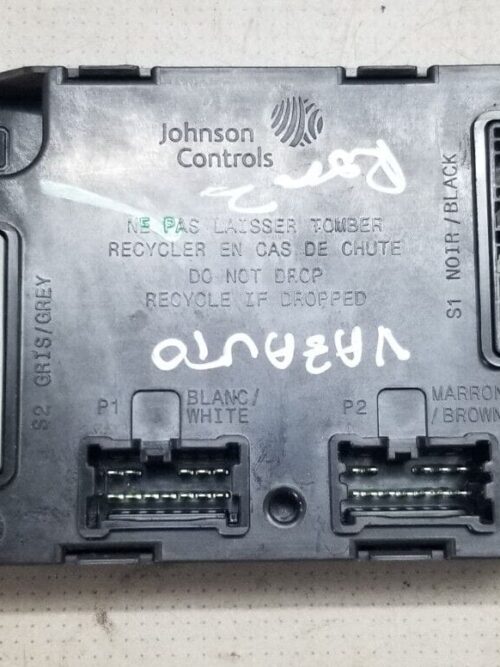 Johnson
Controls
NE PAS LAISSER TOMBER
RECYCLER EN CAS DE CHUTE
DO NOT DROP
RECYCLE IF DROPPED
S1 NOIR/BLACK
S2 GRIS/GREY
VAZAUTO
P1
BLANC/
WHITE
P2
MARRON
/BROWN